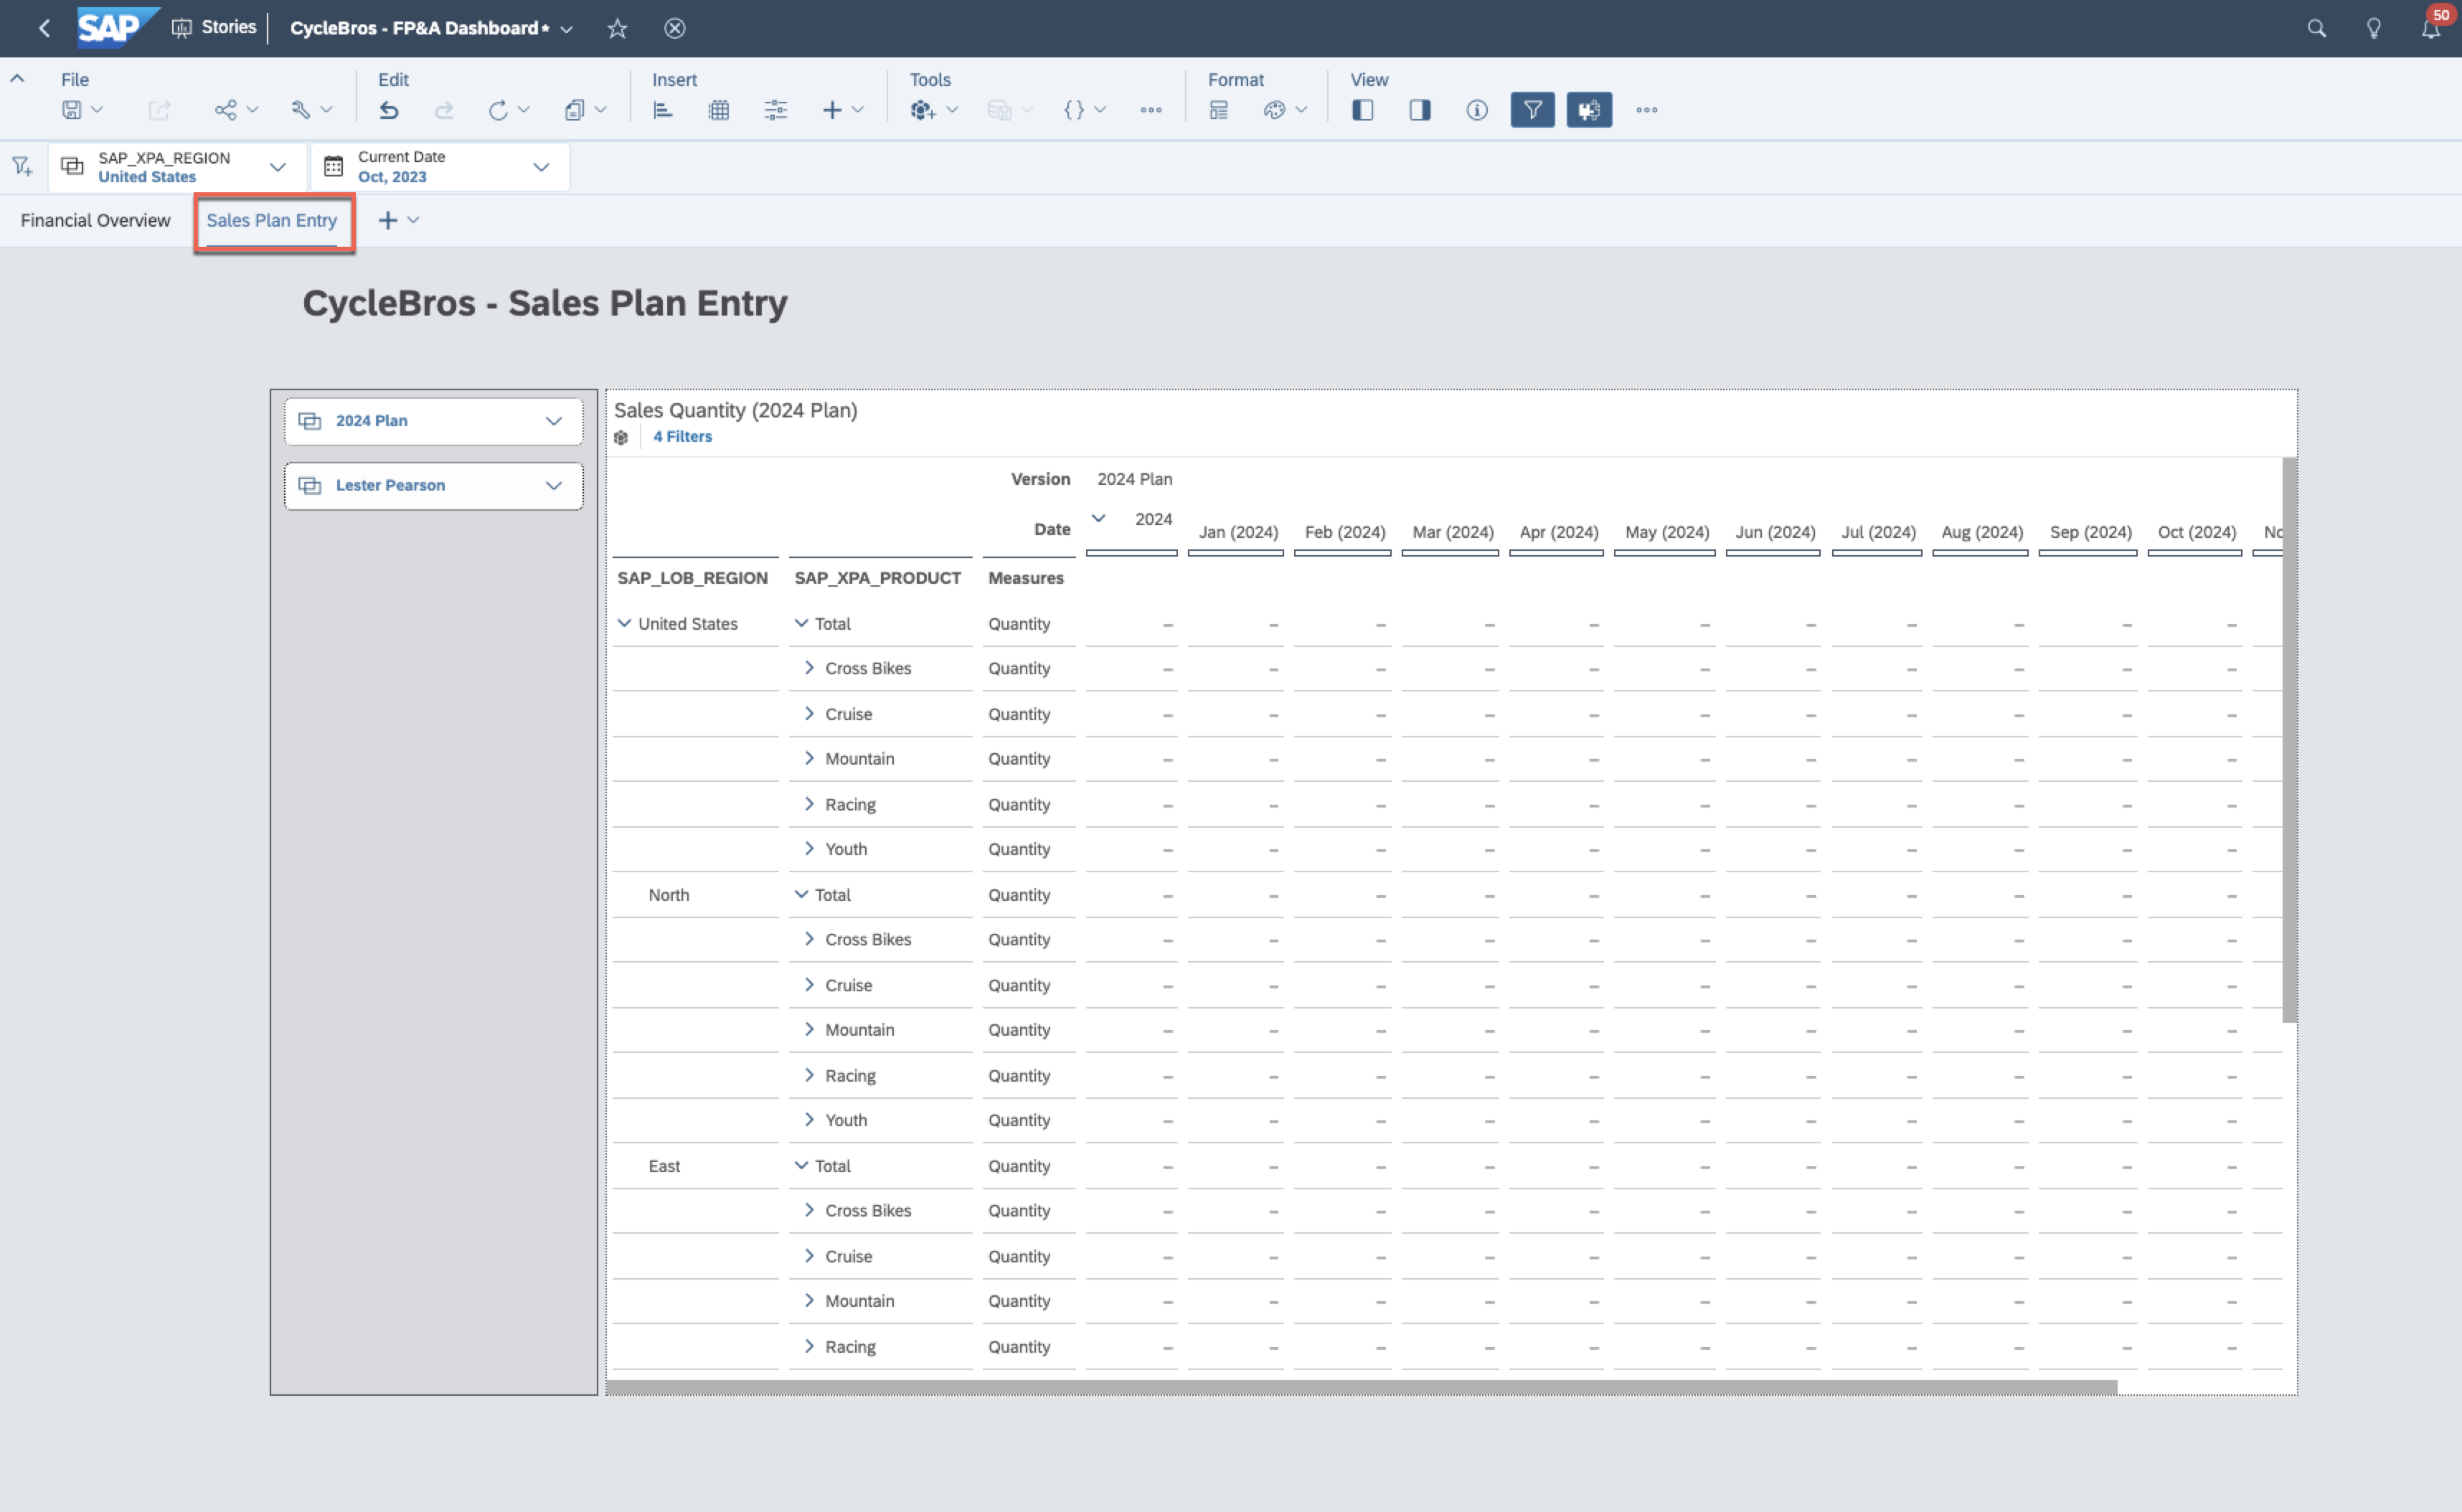 SAP Stories CycleBros - FP&A Dashboard* 50
File Edit Insert Tools Format View
SAP_XPA_REGION Current Date
United States Oct, 2023
Financial Overview Sales Plan Entry
CycleBros - Sales Plan Entry
2024 Plan
Lester Pearson
Sales Quantity (2024 Plan)
4 Filters
Version 2024 Plan
Date 2024 Jan (2024) Feb (2024) Mar (2024) Apr (2024) May (2024) Jun (2024) Jul (2024) Aug (2024) Sep (2024) Oct (2024) No
SAP_LOB_REGION SAP_XPA_PRODUCT Measures
United States Total Quantity – – – – – – – – – – –
Cross Bikes Quantity – – – – – – – – – – –
Cruise Quantity – – – – – – – – – – –
Mountain Quantity – – – – – – – – – – –
Racing Quantity – – – – – – – – – – –
Youth Quantity – – – – – – – – – – –
North Total Quantity – – – – – – – – – – –
Cross Bikes Quantity – – – – – – – – – – –
Cruise Quantity – – – – – – – – – – –
Mountain Quantity – – – – – – – – – – –
Racing Quantity – – – – – – – – – – –
Youth Quantity – – – – – – – – – – –
East Total Quantity – – – – – – – – – – –
Cross Bikes Quantity – – – – – – – – – – –
Cruise Quantity – – – – – – – – – – –
Mountain Quantity – – – – – – – – – – –
Racing Quantity – – – – – – – – – – –